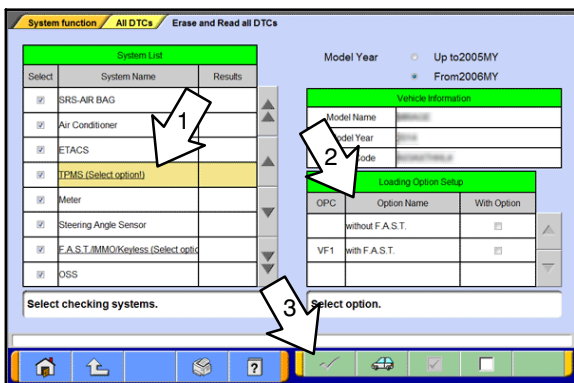 System function All DTCs Erase and Read all DTCs
System List
Select System Name Results
SRS-AIR BAG
Air Conditioner
ETACS
TPMS (Select option!)
Meter
Steering Angle Sensor
F.A.S.T./IMMO/Keyless (Select optic
OSS
Select checking systems.
1
Model Year Up to2005MY
From2006MY
Vehicle Information
Model Name
Year
Code
2
Loading Option Setup
OPC Option Name With Option
without F.A.S.T.
VF1 with F.A.S.T.
3
Select option.
?